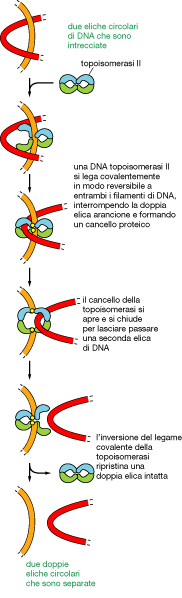 due eliche circolari
di DNA che sono
intrecciate
topoisomerasi II
una DNA topoisomerasi II
si lega covalentemente
in modo reversibile a
entrambi i filamenti di DNA,
interrompendo la doppia
elica arancione e formando
un cancello proteico
il cancello della
topoisomerasi si
apre e si chiude
per lasciare passare
una seconda elica
di DNA
l'inversione del legame
covalente della
topoisomerasi
ripristina una
doppia elica intatta
due doppie
eliche circolari
che sono separate